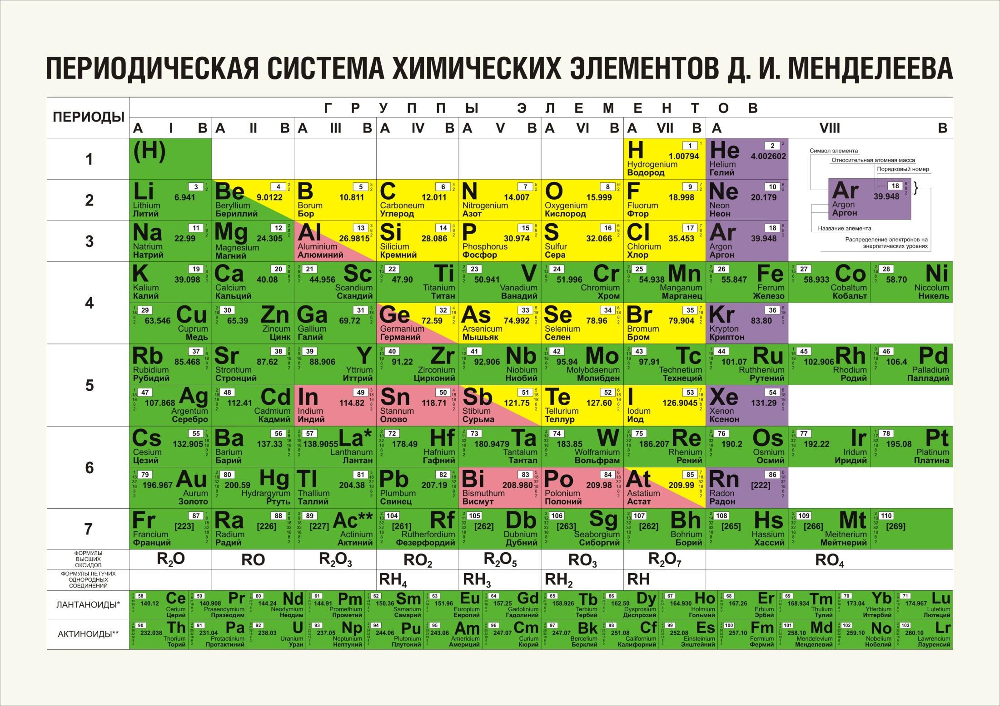 ПЕРИОДИЧЕСКАЯ СИСТЕМА ХИМИЧЕСКИХ ЭЛЕМЕНТОВ Д. И. МЕНДЕЛЕЕВА
ПЕРИОДЫ
ГРУППЫ ЭЛЕМЕНТОВ
A I B A II B A III B A IV B A V B A VI B A VII B A VIII B
1
(H)
H 1 1.00794 Hydrogenium Водород
He 2 4.002602 Helium Гелий
Символ элемента
Относительная атомная масса
Порядковый номер
Ar 18 39.948 Argon Аргон
Название элемента
Распределение электронов на
энергетических уровнях
2
Li 3 6.941 Lithium Литий
Be 4 9.0122 Beryllium Бериллий
B 5 10.811 Borum Бор
C 6 12.011 Carboneum Углерод
N 7 14.007 Nitrogenium Азот
O 8 15.999 Oxygenium Кислород
F 9 18.998 Fluorum Фтор
Ne 10 20.179 Neon Неон
3
Na 11 22.99 Natrium Натрий
Mg 12 24.305 Magnesium Магний
Al 13 26.9815 Aluminium Алюминий
Si 14 28.086 Silicium Кремний
P 15 30.974 Phosphorus Фосфор
S 16 32.066 Sulfur Сера
Cl 17 35.453 Chlorium Хлор
Ar 18 39.948 Argon Аргон
4
K 19 39.098 Kalium Калий
Ca 20 40.08 Calcium Кальций
21 44.956 Sc Scandium Скандий
22 47.90 Ti Titanium Титан
23 50.941 V Vanadium Ванадий
24 51.996 Cr Chromium Хром
25 54.938 Mn Manganum Марганец
26 55.847 Fe Ferrum Железо
27 58.933 Co Cobaltum Кобальт
28 58.70 Ni Niccolum Никель
29 63.546 Cu Cuprum Медь
30 65.39 Zn Zincum Цинк
Ga 31 69.72 Gallium Галий
Ge 32 72.59 Germanium Германий
As 33 74.992 Arsenicum Мышьяк
Se 34 78.96 Selenium Селен
Br 35 79.904 Bromum Бром
Kr 36 83.80 Krypton Криптон
5
Rb 37 85.468 Rubidium Рубидий
Sr 38 87.62 Strontium Стронций
39 88.906 Y Yttrium Иттрий
40 91.22 Zr Zirconium Цирконий
41 92.906 Nb Niobium Ниобий
42 95.94 Mo Molybdaenum Молибден
43 97.91 Tc Technetium Технеций
44 101.07 Ru Ruthhenium Рутений
45 102.906 Rh Rhodium Родий
46 106.4 Pd Palladium Палладий
47 107.868 Ag Argentum Серебро
48 112.41 Cd Cadmium Кадмий
In 49 114.82 Indium Индий
Sn 50 118.71 Stannum Олово
Sb 51 121.75 Stibium Сурьма
Te 52 127.60 Tellurium Теллур
I 53 126.9045 Iodum Иод
Xe 54 131.29 Xenon Ксенон
6
Cs 55 132.905 Cesium Цезий
Ba 56 137.33 Barium Барий
57 138.9055 La* Lanthanum Лантан
72 178.49 Hf Hafnium Гафний
73 180.9479 Ta Tantalum Тантал
74 183.85 W Wolframium Вольфрам
75 186.207 Re Rhenium Рений
76 190.2 Os Osmium Осмий
77 192.22 Ir Iridum Иридий
78 195.08 Pt Platinum Платина
79 196.967 Au Aurum Золото
80 200.59 Hg Hydrargyrum Ртуть
Tl 81 204.38 Thallium Таллий
Pb 82 207.19 Plumbum Свинец
Bi 83 208.980 Bismuthum Висмут
Po 84 209.98 Polonium Полоний
At 85 209.99 Astatium Астат
Rn 86 [222] Radon Радон
7
Fr 87 [223] Francium Франций
Ra 88 [226] Radium Радий
89 [227] Ac** Actinium Актиний
104 [261] Rf Rutherfordium Фезерфордий
105 [262] Db Dubnium Дубний
106 [263] Sg Seaborgium Сиборгий
107 [262] Bh Bohrium Борий
108 [265] Hs Hassium Хассий
109 [266] Mt Meitnerium Мейтнерий
110 [269]
ФОРМУЛЫ
ВЫСШИХ
ОКСИДОВ
R₂O RO R₂O₃ RO₂ R₂O₅ RO₃ R₂O₇ RO₄
ФОРМУЛЫ ЛЕТУЧИХ
ОДНОРОДНЫХ
СОЕДИНЕНИЙ
RH₄ RH₃ RH₂ RH
ЛАНТАНОИДЫ*
58 140.12 Ce Cerium Церий
59 140.908 Pr Praseodymium Празеодим
60 144.24 Nd Neodymium Неодим
61 144.91 Pm Promethium Прометий
62 150.36 Sm Samarium Самарий
63 151.96 Eu Europium Европий
64 157.25 Gd Gadolinium Гадолиний
65 158.926 Tb Terbium Тербий
66 162.50 Dy Dysprosium Диспрозий
67 164.930 Ho Holmium Гольмий
68 167.26 Er Erbium Эрбий
69 168.934 Tm Thulium Тулий
70 173.04 Yb Ytterbium Иттербий
71 174.967 Lu Lutetium Лютеций
АКТИНОИДЫ**
90 232.038 Th Thorium Торий
91 231.04 Pa Protactinium Протактиний
92 238.03 U Uranium Уран
93 237.05 Np Neptunium Нептуний
94 244.06 Pu Plutonium Плутоний
95 243.06 Am Americium Америций
96 247.07 Cm Curium Кюрий
97 247.07 Bk Bercelium Берклий
98 251.08 Cf Californium Калифорний
99 252.08 Es Einsteinium Энштейний
100 257.10 Fm Fermium Фермий
101 258.10 Md Mendelevium Менделевий
102 259.10 No Nobelium Нобелий
103 260.10 Lr Lawrencium Лауренсий